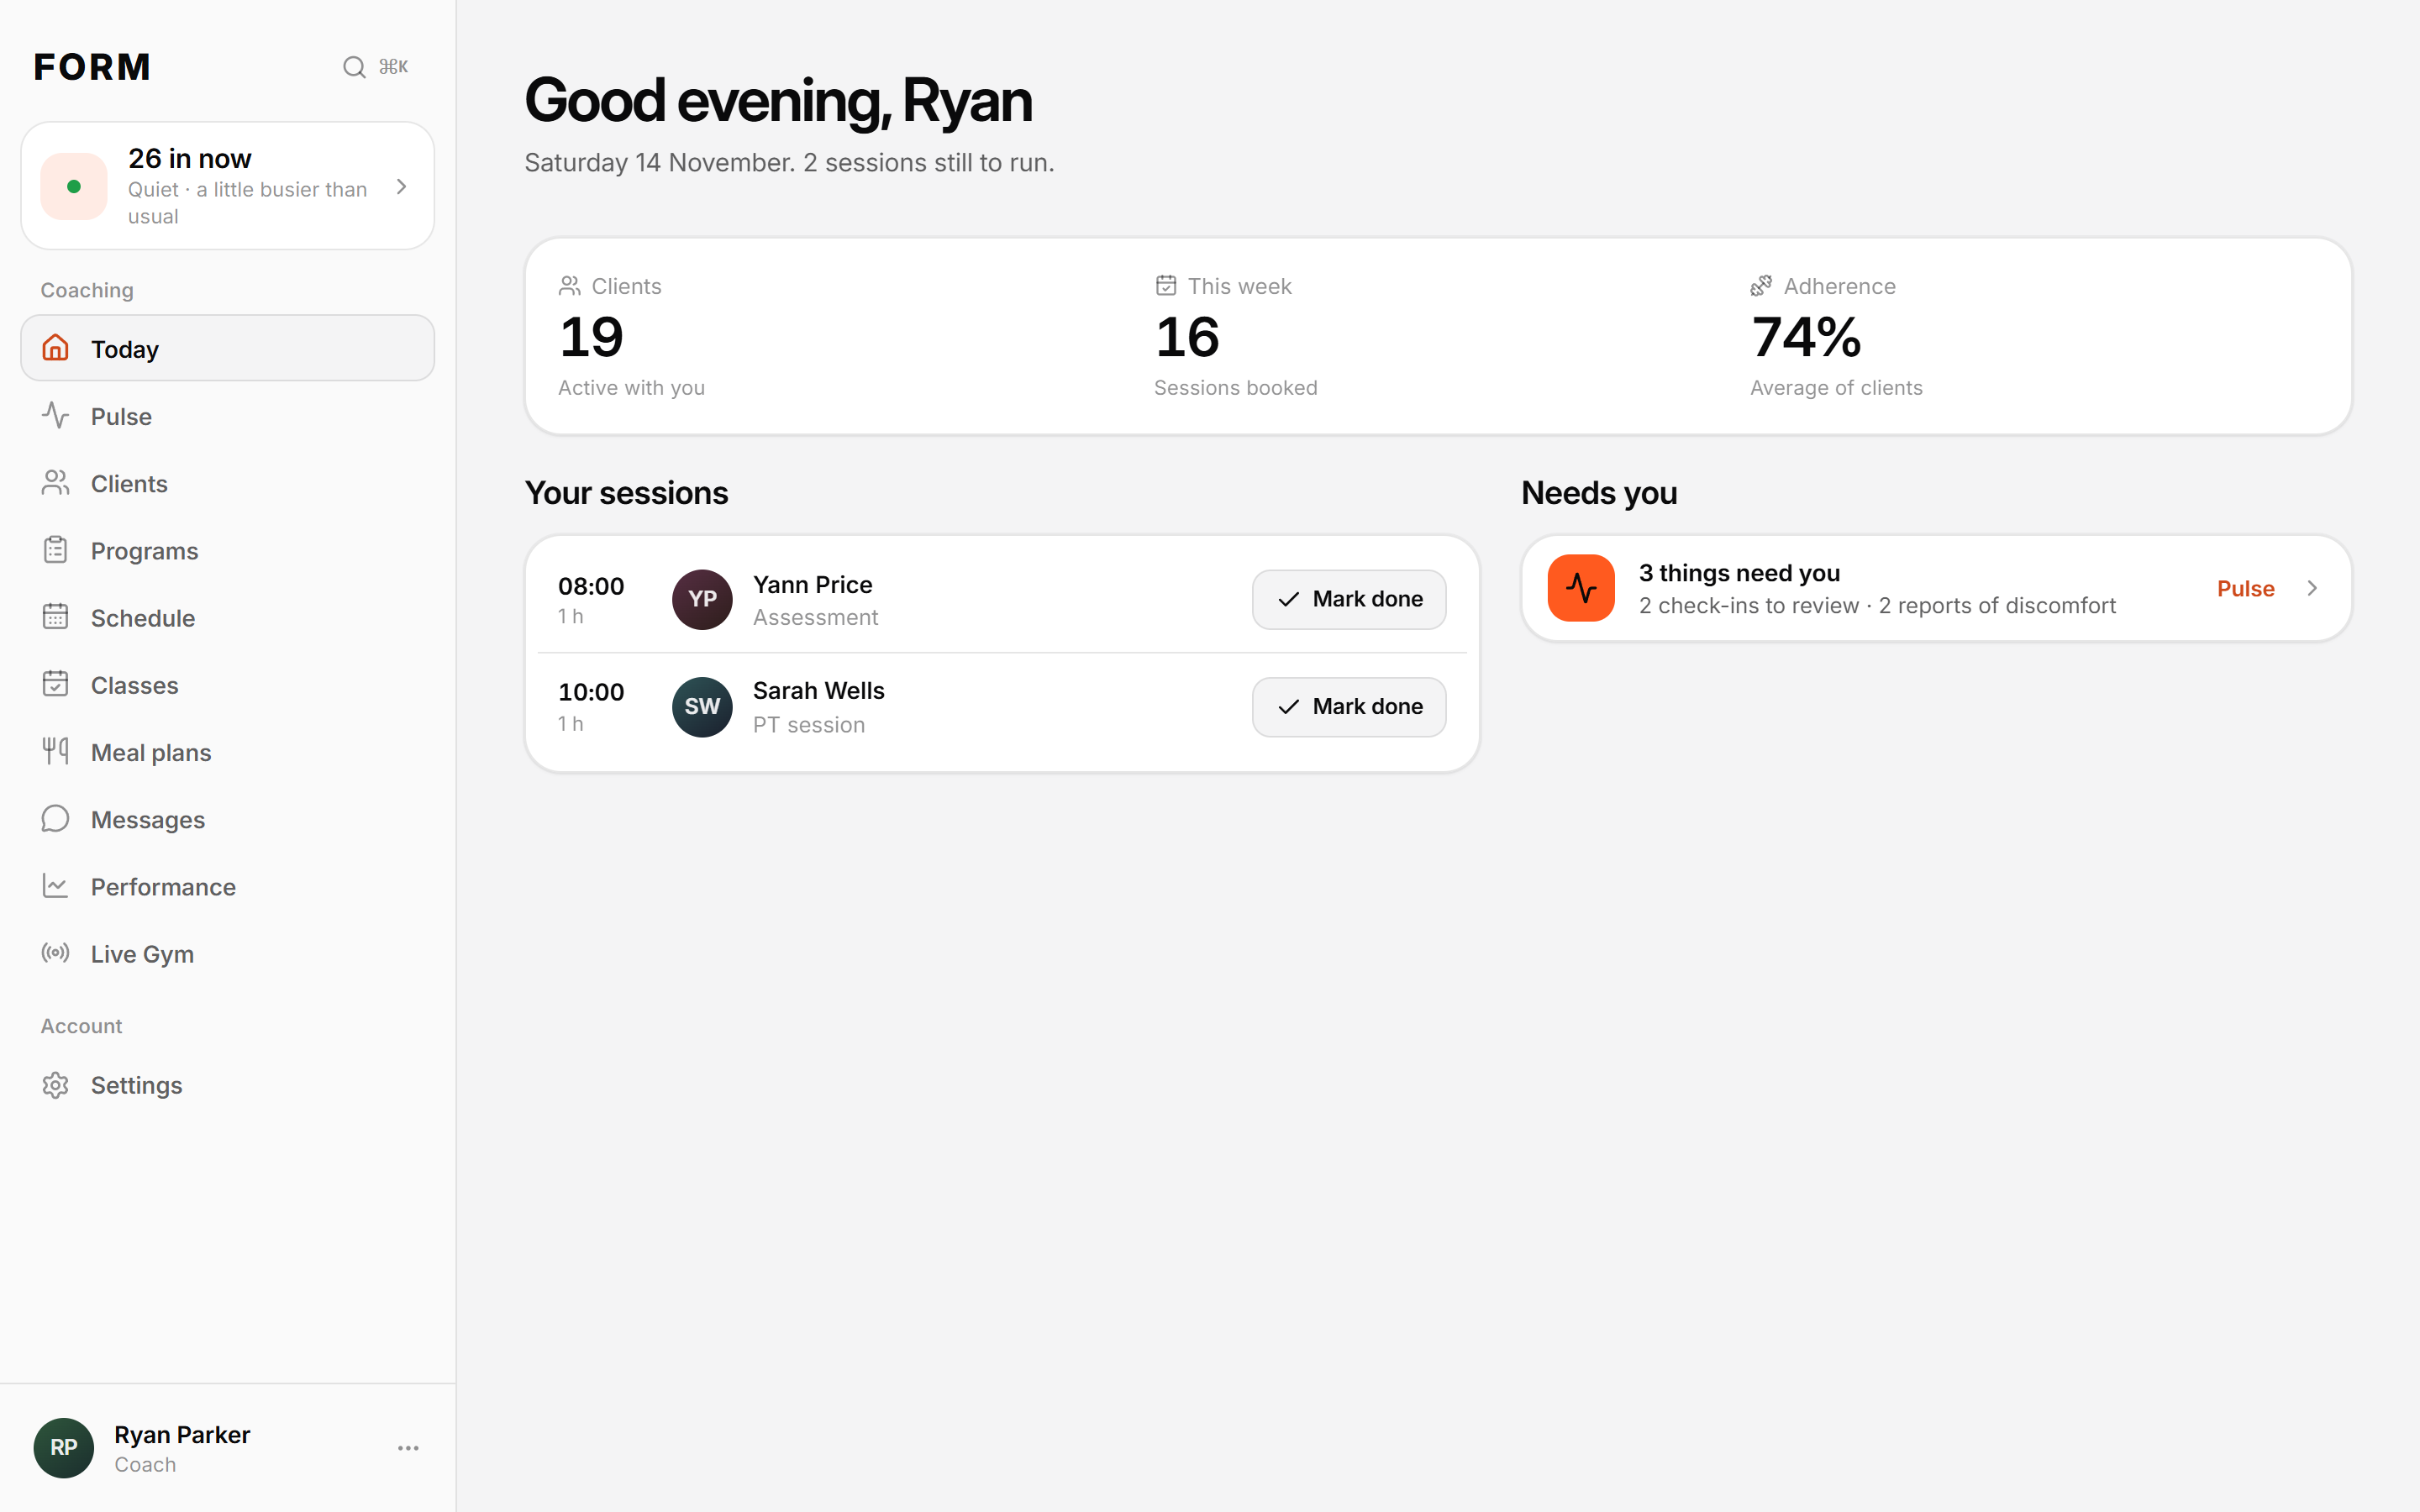 FORM
⌘K
26 in now
Quiet · a little busier than
usual
Coaching
Today
Pulse
Clients
Programs
Schedule
Classes
Meal plans
Messages
Performance
Live Gym
Account
Settings
RP
Ryan Parker
Coach
Good evening, Ryan
Saturday 14 November. 2 sessions still to run.
Clients
19
Active with you
This week
16
Sessions booked
Adherence
74%
Average of clients
Your sessions
08:00
1 h
YP
Yann Price
Assessment
Mark done
10:00
1 h
SW
Sarah Wells
PT session
Mark done
Needs you
3 things need you
2 check-ins to review · 2 reports of discomfort
Pulse